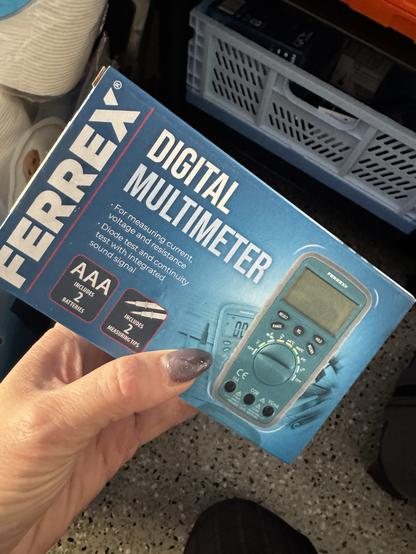 FERREX®
DIGITAL
MULTIMETER
- For measuring current,
voltage and resistance
- Diode test and continuity
test with integrated
sound signal
AAA
INCLUDES
2
BATTERIES
INCLUDES
2
MEASURING TIPS
FERREX®
CE